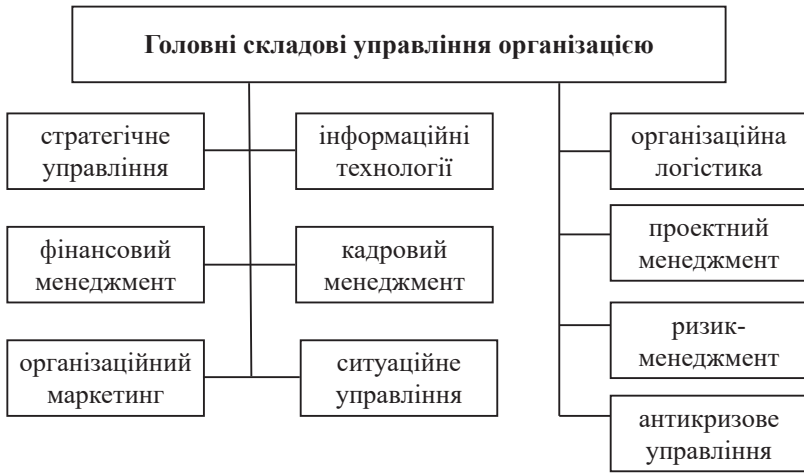 Головні складові управління організацією
стратегічне
управління
інформаційні
технології
організаційна
логістика
фінансовий
менеджмент
кадровий
менеджмент
проектний
менеджмент
організаційний
маркетинг
ситуаційне
управління
ризик-
менеджмент
антикризове
управління